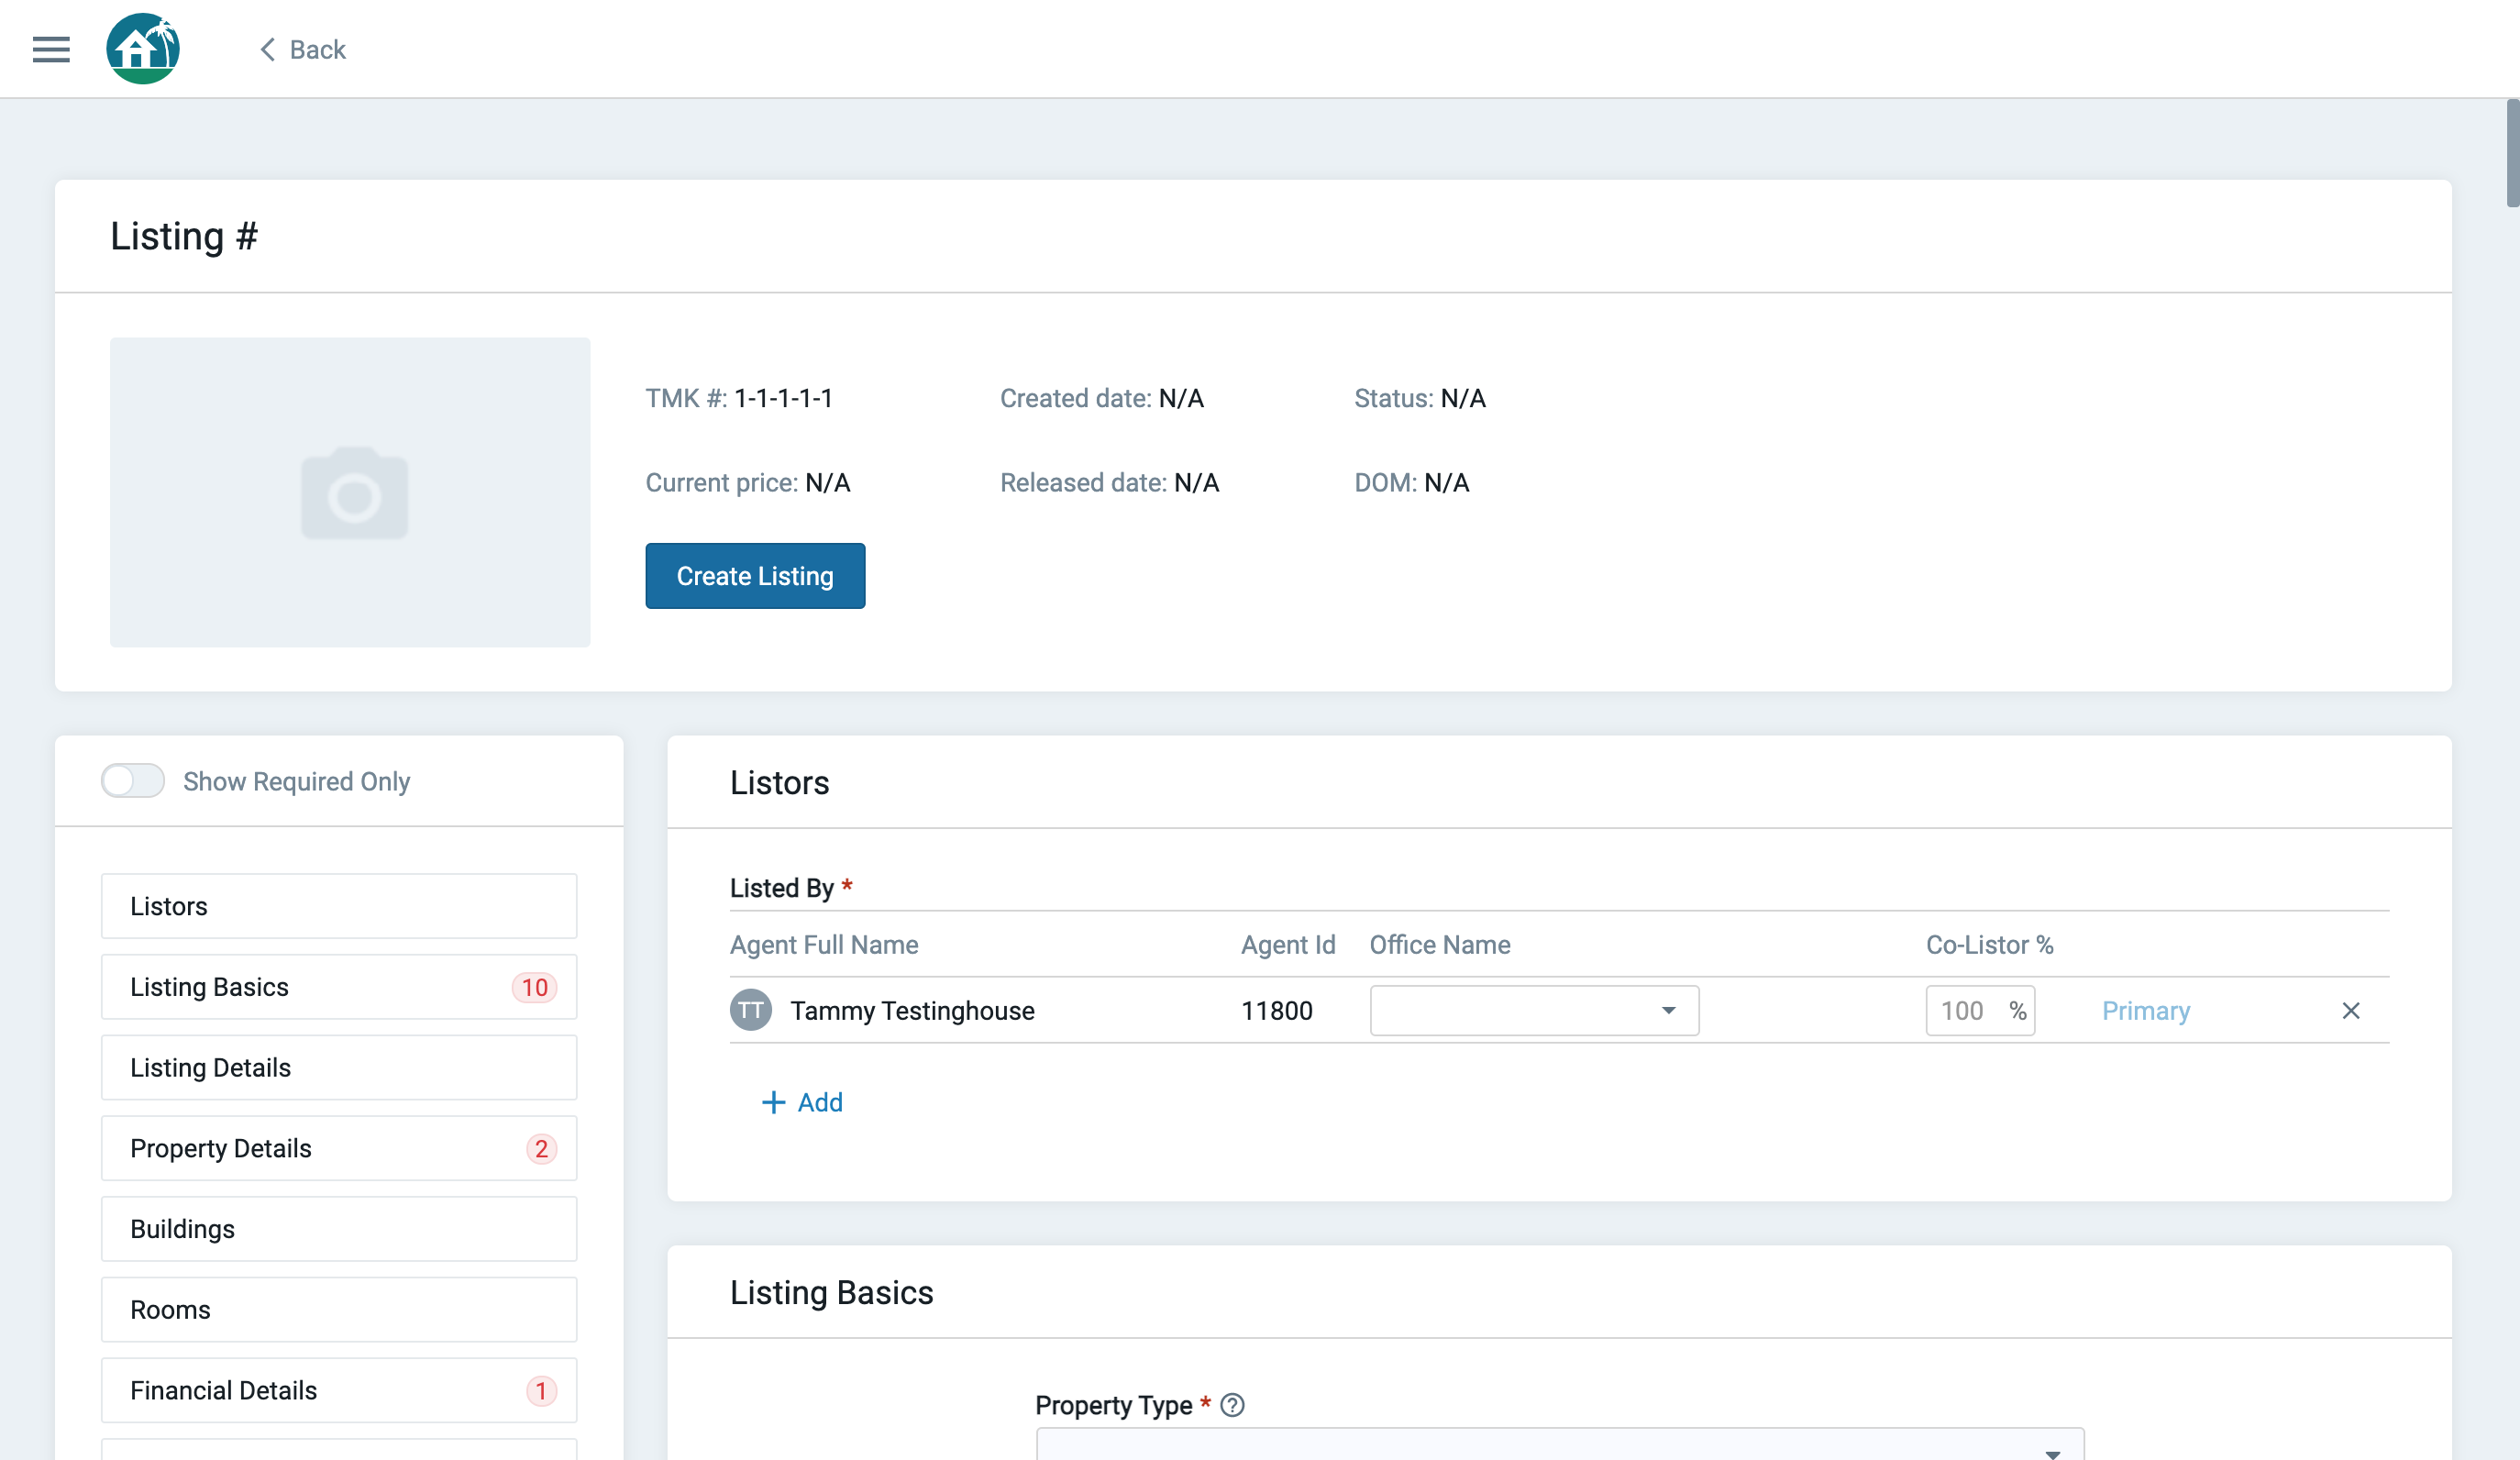 Back
Listing #
TMK #: 1-1-1-1-1 Created date: N/A Status: N/A
Current price: N/A Released date: N/A DOM: N/A
Create Listing
Show Required Only
Listors
Listing Basics 10
Listing Details
Property Details 2
Buildings
Rooms
Financial Details 1
Listors
Listed By *
Agent Full Name Agent Id Office Name Co-Listor %
TT Tammy Testinghouse 11800 100 % Primary
+ Add
Listing Basics
Property Type * ?